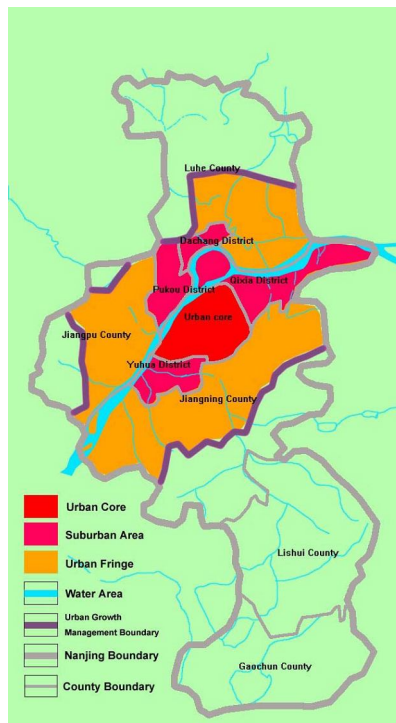 Luhe County
Dachang District
Qixia District
Pukou District
Urban core
Jiangpu County
Yuhua District
Jiangning County
Urban Core
Suburban Area
Urban Fringe
Water Area
Urban Growth
Management Boundary
Nanjing Boundary
County Boundary
Lishui County
Gaochun County